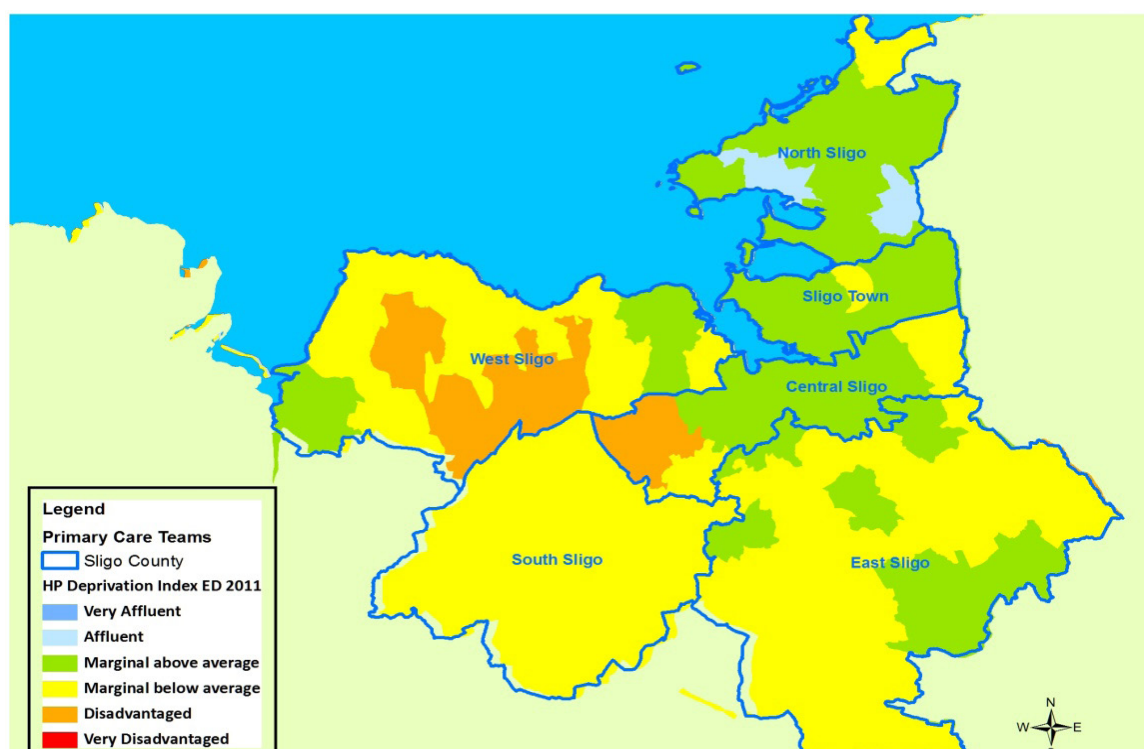 North Sligo
Sligo Town
West Sligo
Central Sligo
South Sligo
East Sligo
Legend
Primary Care Teams
Sligo County
HP Deprivation Index ED 2011
Very Affluent
Affluent
Marginal above average
Marginal below average
Disadvantaged
Very Disadvantaged
N
W E
S